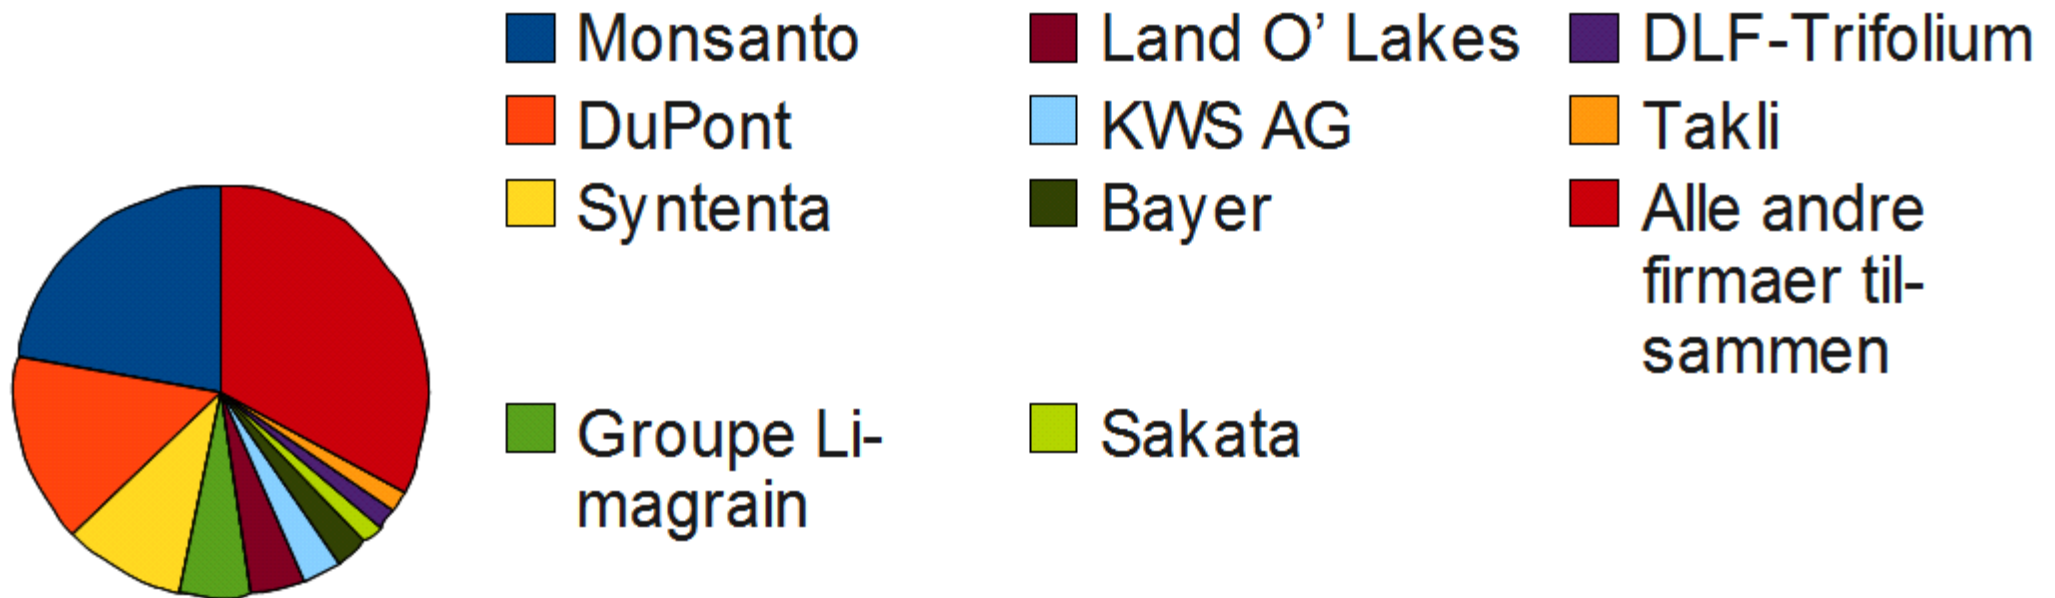 Monsanto
Land O’ Lakes
DLF-Trifolium
DuPont
KWS AG
Takli
Syntenta
Bayer
Alle andre
firmaer til-
sammen
Groupe Li-
magrain
Sakata